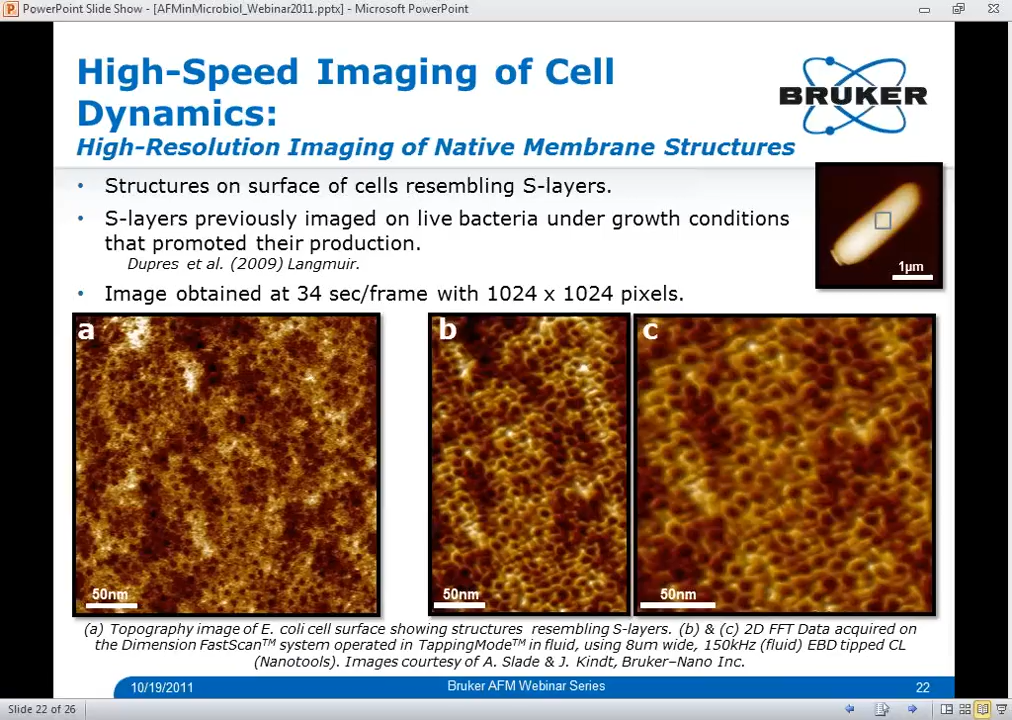 PowerPoint Slide Show - [AFMinMicrobiol_Webinar2011.pptx] - Microsoft PowerPoint
High-Speed Imaging of Cell
Dynamics:
High-Resolution Imaging of Native Membrane Structures
BRUKER
• Structures on surface of cells resembling S-layers.
• S-layers previously imaged on live bacteria under growth conditions
that promoted their production.
Dupres et al. (2009) Langmuir.
• Image obtained at 34 sec/frame with 1024 x 1024 pixels.
1µm
a
b
c
50nm
50nm
50nm
(a) Topography image of E. coli cell surface showing structures resembling S-layers. (b) & (c) 2D FFT Data acquired on
the Dimension FastScan™ system operated in TappingMode™ in fluid, using 8um wide, 150kHz (fluid) EBD tipped CL
(Nanotools). Images courtesy of A. Slade & J. Kindt, Bruker–Nano Inc.
10/19/2011
Bruker AFM Webinar Series
22
Slide 22 of 26